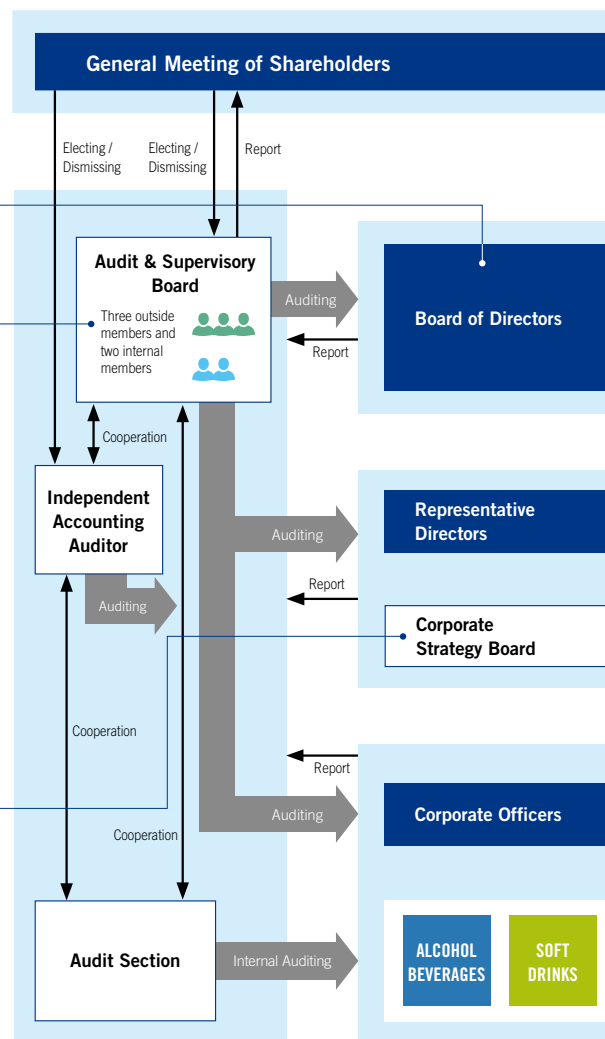 General Meeting of Shareholders
Electing /
Dismissing
Electing /
Dismissing
Report
Audit & Supervisory
Board
Three outside
members and
two internal
members
Auditing
Board of Directors
Report
Cooperation
Independent
Accounting
Auditor
Auditing
Representative
Directors
Auditing
Report
Corporate
Strategy Board
Cooperation
Report
Auditing
Corporate Officers
Cooperation
Audit Section
Internal Auditing
ALCOHOL
BEVERAGES
SOFT
DRINKS